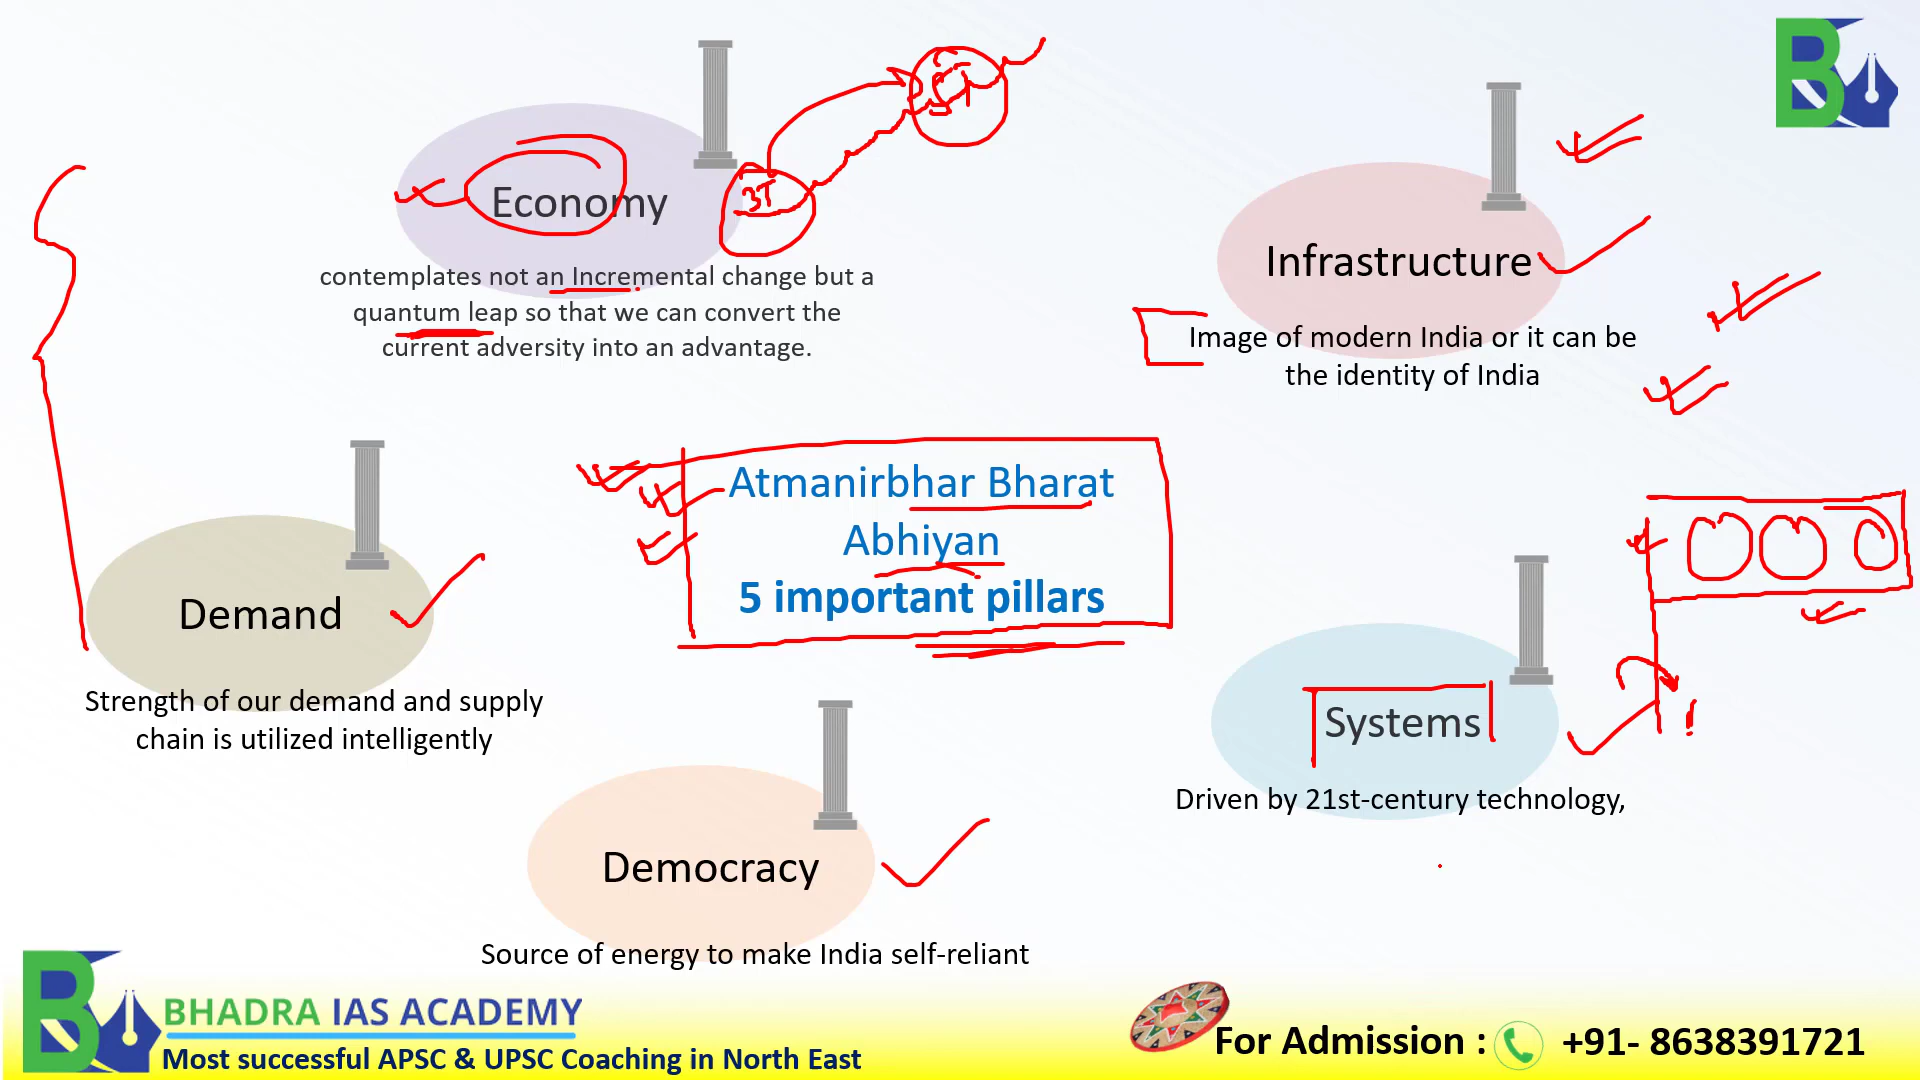 Economy
3T
contemplates not an Incremental change but a
quantum leap so that we can convert the
current adversity into an advantage.
Infrastructure
Image of modern India or it can be
the identity of India
Atmanirbhar Bharat
Abhiyan
5 important pillars
Demand
Strength of our demand and supply
chain is utilized intelligently
Systems
Driven by 21st-century technology,
Democracy
Source of energy to make India self-reliant
BHADRA IAS ACADEMY
Most successful APSC & UPSC Coaching in North East
For Admission : +91- 8638391721